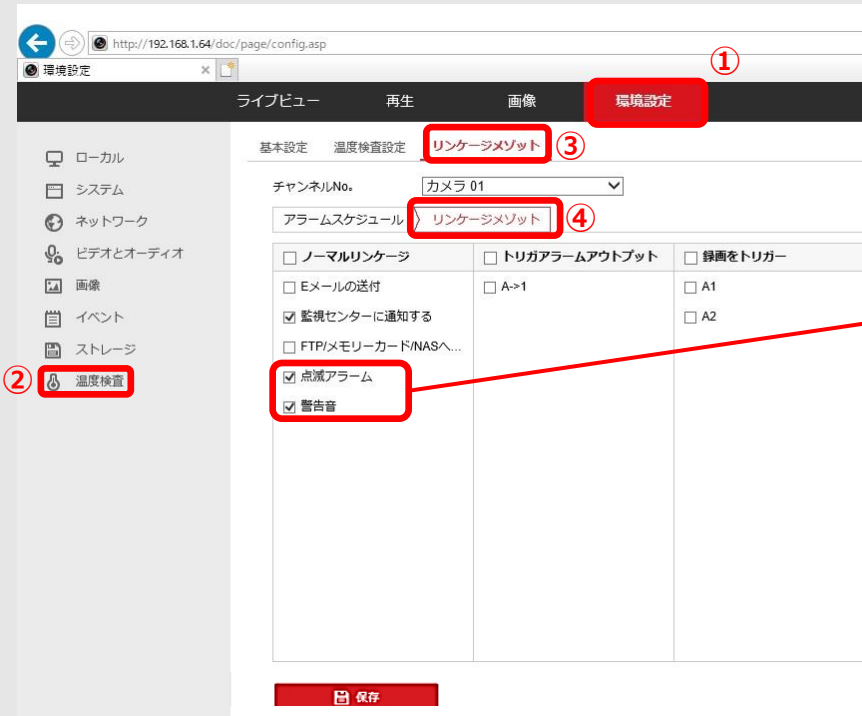 http://192.168.1.64/doc/page/config.asp
環境設定
①
ライブビュー 再生 画像 環境設定
基本設定 温度検査設定 リンケージメゾット ③
ローカル
システム
ネットワーク
ビデオとオーディオ
画像
イベント
ストレージ
② 温度検査
チャンネルNo。 カメラ 01
アラームスケジュール リンケージメゾット ④
ノーマルリンケージ トリガアラームアウトプット 録画をトリガー
Eメールの送付 A->1 A1
監視センターに通知する A2
FTP/メモリーカード/NASへ...
点滅アラーム
警告音
保存